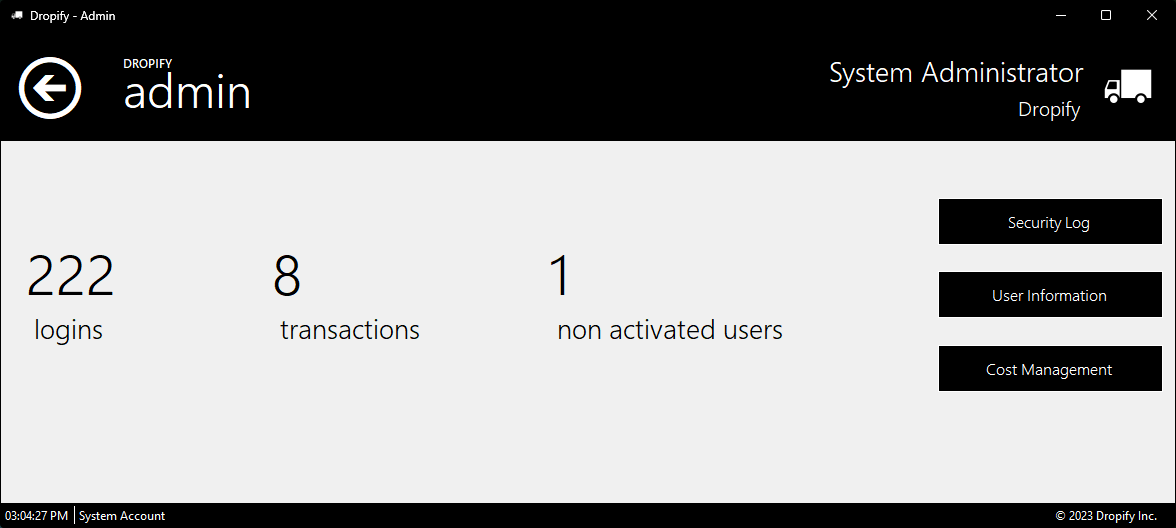 Dropify - Admin
DROPIFY
admin
System Administrator
Dropify
222
logins
8
transactions
1
non activated users
Security Log
User Information
Cost Management
03:04:27 PM
System Account
© 2023 Dropify Inc.